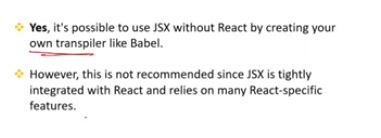 Yes, it's possible to use JSX without React by creating your
own transpiler like Babel.
However, this is not recommended since JSX is tightly
integrated with React and relies on many React-specific
features.